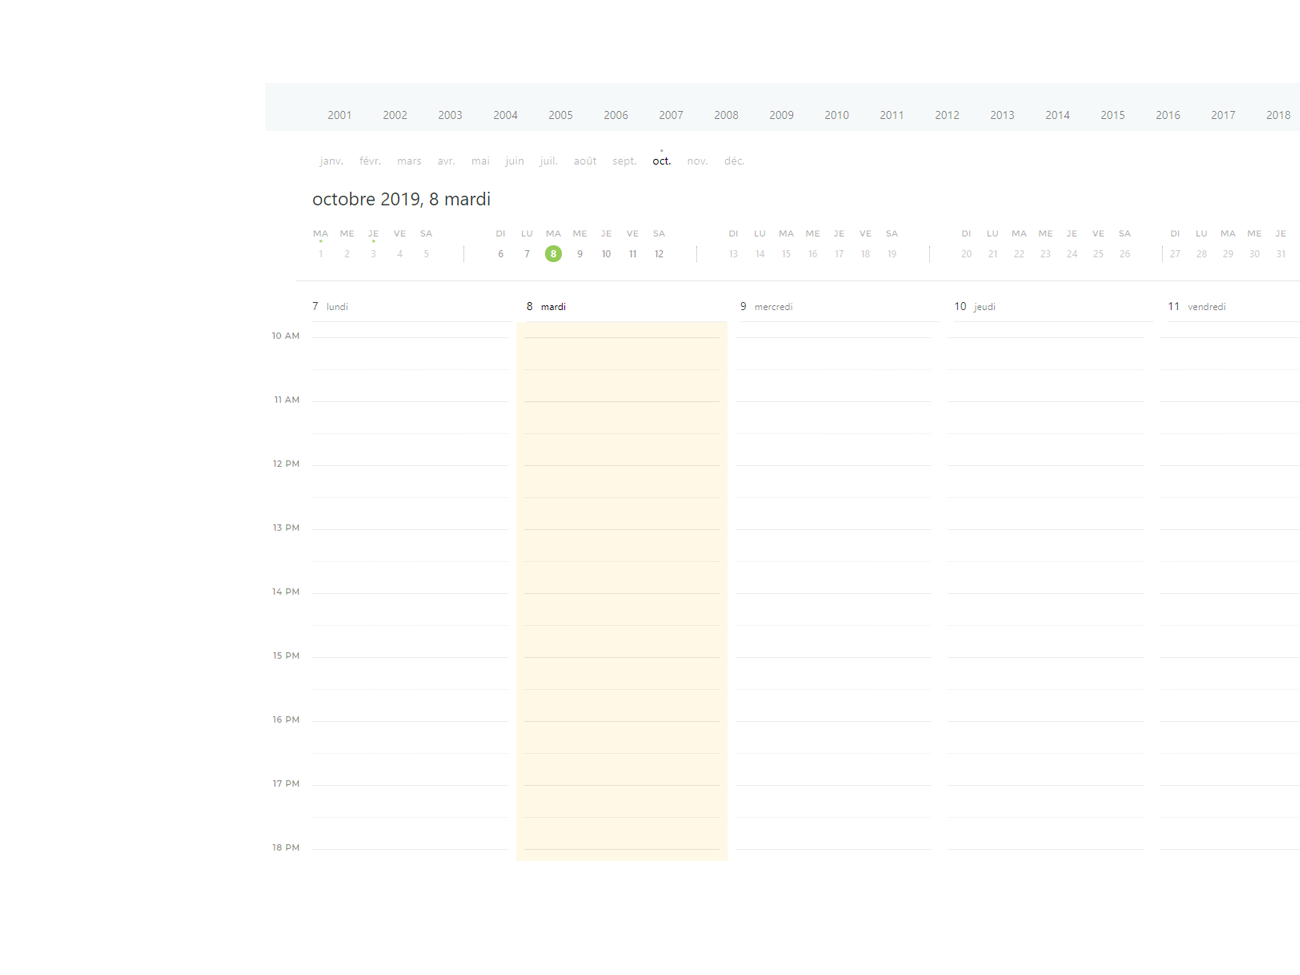 2001 2002 2003 2004 2005 2006 2007 2008 2009 2010 2011 2012 2013 2014 2015 2016 2017 2018
janv. févr. mars avr. mai juin juil. août sept. oct. nov. déc.
octobre 2019, 8 mardi
MA ME JE VE SA DI LU MA ME JE VE SA DI LU MA ME JE VE SA DI LU MA ME JE VE SA DI LU MA ME JE
1 2 3 4 5 6 7 8 9 10 11 12 13 14 15 16 17 18 19 20 21 22 23 24 25 26 27 28 29 30 31
7 lundi 8 mardi 9 mercredi 10 jeudi 11 vendredi
10 AM
11 AM
12 PM
13 PM
14 PM
15 PM
16 PM
17 PM
18 PM